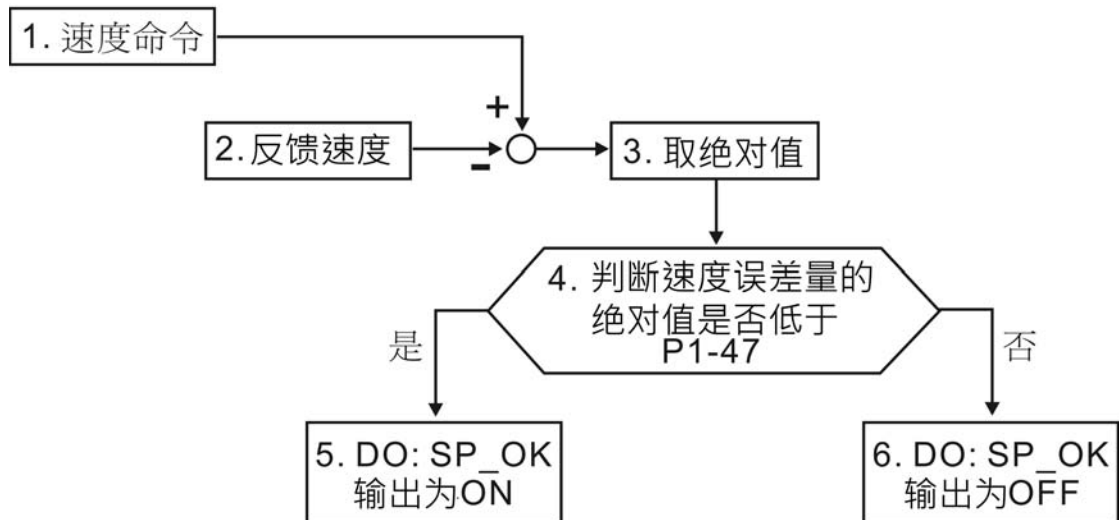 1. 速度命令
+
2. 反馈速度
-
3. 取绝对值
4. 判断速度误差量的
绝对值是否低于
P1-47
是
否
5. DO: SP_OK
输出为ON
6. DO: SP_OK
输出为OFF